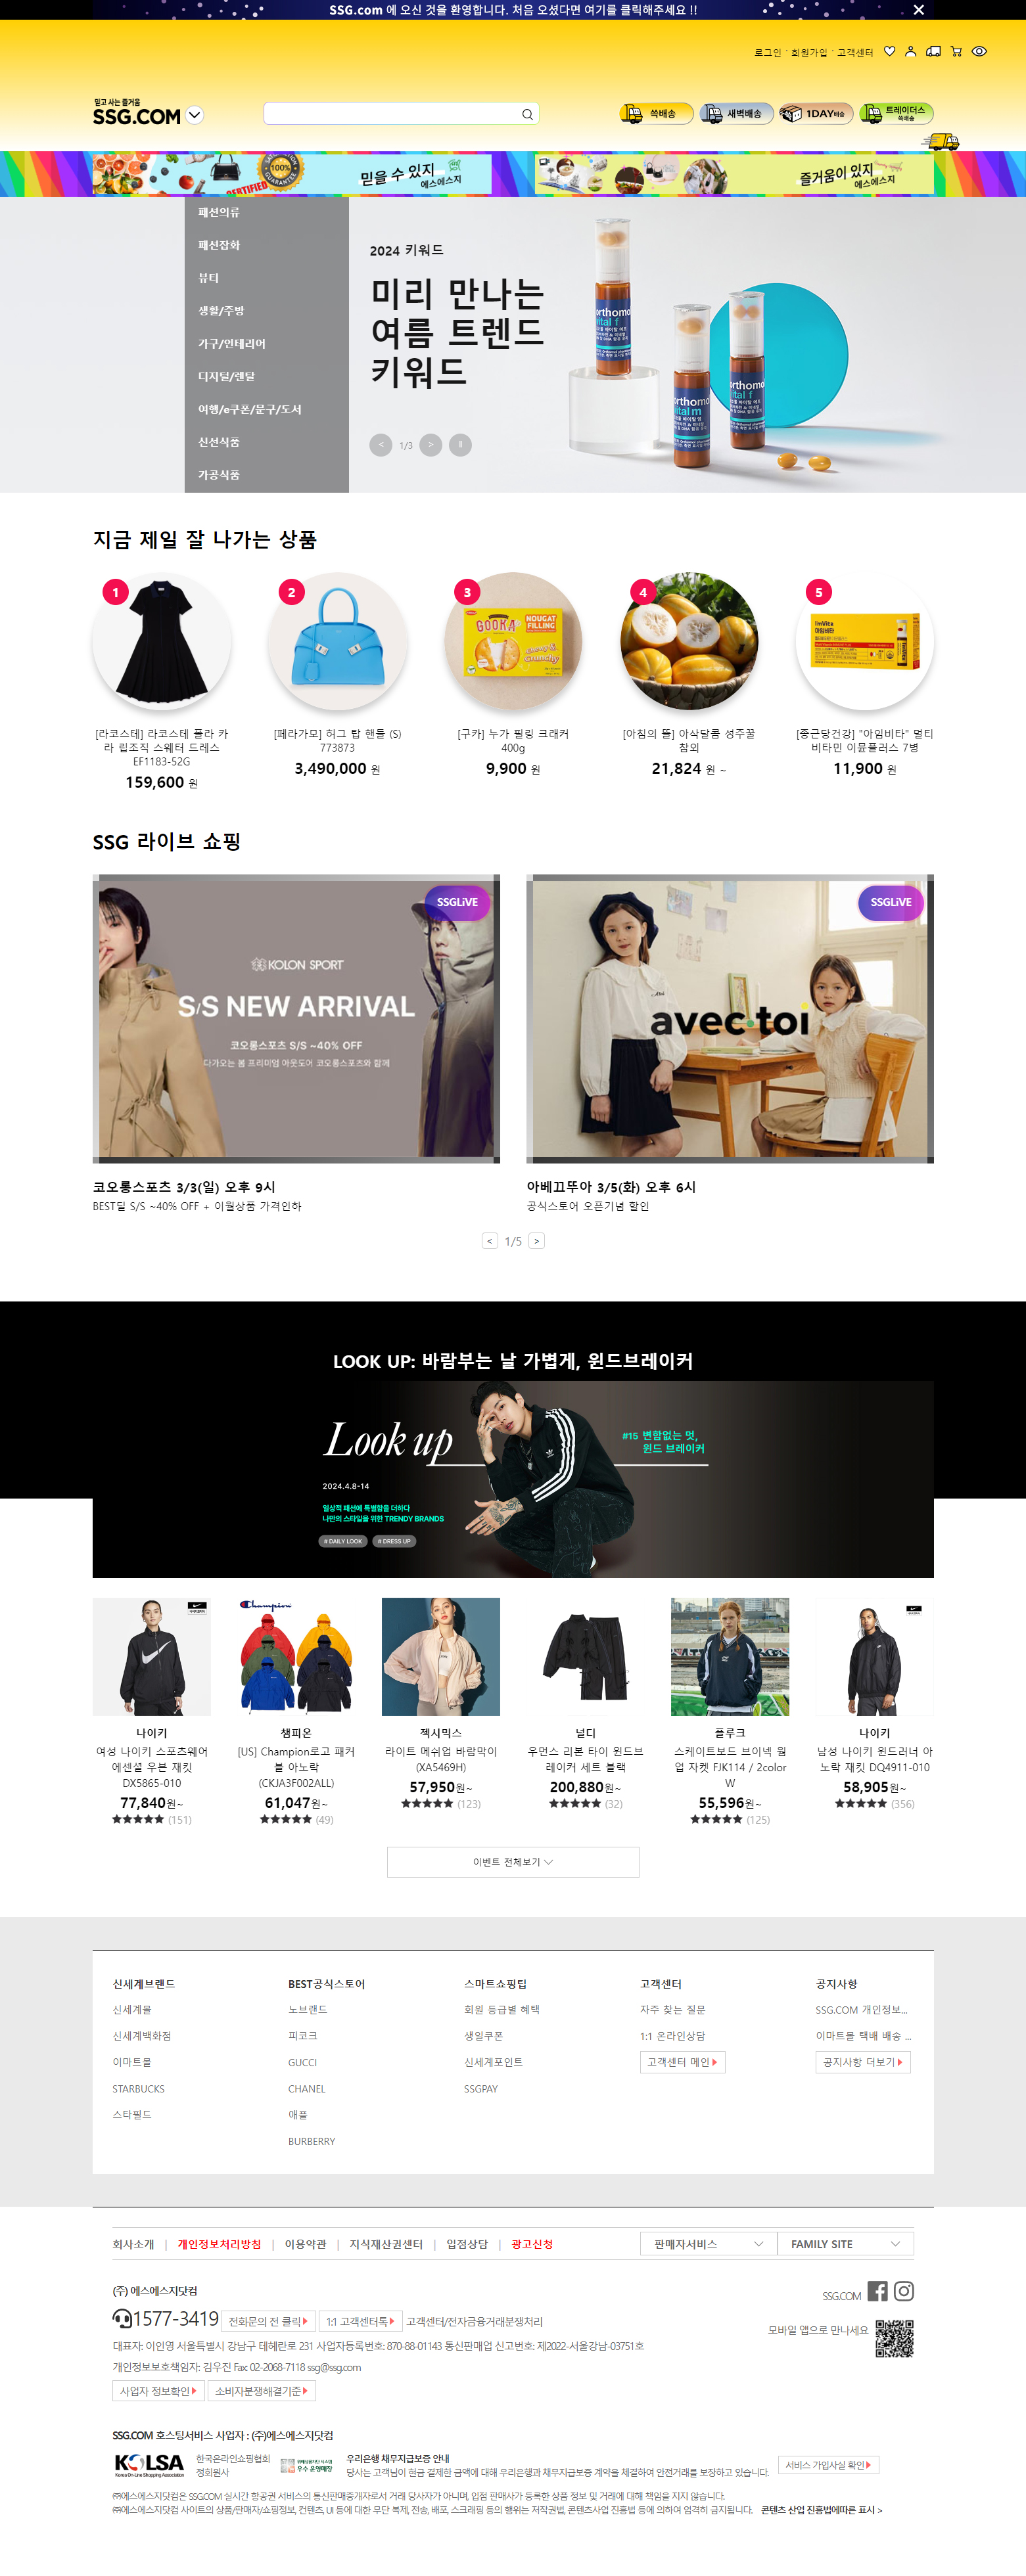 SSG.com 에 오신 것을 환영합니다. 처음 오셨다면 여기를 클릭해주세요 !!
로그인
회원가입
고객센터
믿고 사는 즐거움
SSG.COM
쓱배송
새벽배송
1DAY배송
트레이더스
쓱배송
100%
CERTIFIED
믿을 수 있지
에스에스지
즐거움이 있지
에스에스지
패션의류
패션잡화
뷰티
생활/주방
가구/인테리어
디지털/렌탈
여행/e쿠폰/문구/도서
신선식품
가공식품
2024 키워드
미리 만나는
여름 트렌드
키워드
orthomol
vital f
orthomol
vital m
orthomol
vital f
< 1/3 > ‖
지금 제일 잘 나가는 상품
1
2
3
4
5
GOOKA
NOUGAT
FILLING
아임비타
[라코스테] 라코스테 폴라 카
라 립조직 스웨터 드레스
EF1183-52G
159,600 원
[페라가모] 허그 탑 핸들 (S)
773873
3,490,000 원
[구카] 누가 필링 크래커
400g
9,900 원
[아침의 뜰] 아삭달콤 성주꿀
참외
21,824 원 ~
[종근당건강] "아임비타" 멀티
비타민 이뮨플러스 7병
11,900 원
SSG 라이브 쇼핑
SSGLiVE
KOLON SPORT
S/S NEW ARRIVAL
코오롱스포츠 S/S ~40% OFF
다가오는 봄 프리미엄 아웃도어 코오롱스포츠와 함께
SSGLiVE
avec toi
코오롱스포츠 3/3(일) 오후 9시
BEST딜 S/S ~40% OFF + 이월상품 가격인하
아베끄뚜아 3/5(화) 오후 6시
공식스토어 오픈기념 할인
< 1/5 >
LOOK UP: 바람부는 날 가볍게, 윈드브레이커
Look up
#15 변함없는 멋,
윈드 브레이커
2024.4.8-14
일상적 패션에 특별함을 더하다
나만의 스타일을 위한 TRENDY BRANDS
# DAILY LOOK # DRESS UP
Champion
나이키
여성 나이키 스포츠웨어
에센셜 우븐 재킷
DX5865-010
77,840원~
★★★★★ (151)
챔피온
[US] Champion로고 패커
블 아노락
(CKJA3F002ALL)
61,047원~
★★★★★ (49)
젝시믹스
라이트 메쉬업 바람막이
(XA5469H)
57,950원~
★★★★★ (123)
널디
우먼스 리본 타이 윈드브
레이커 세트 블랙
200,880원~
★★★★★ (32)
플루크
스케이트보드 브이넥 웜
업 자켓 FJK114 / 2color
W
55,596원~
★★★★★ (125)
나이키
남성 나이키 윈드러너 아
노락 재킷 DQ4911-010
58,905원~
★★★★★ (356)
이벤트 전체보기
신세계브랜드
신세계몰
신세계백화점
이마트몰
STARBUCKS
스타필드
BEST공식스토어
노브랜드
피코크
GUCCI
CHANEL
애플
BURBERRY
스마트쇼핑팁
회원 등급별 혜택
생일쿠폰
신세계포인트
SSGPAY
고객센터
자주 찾는 질문
1:1 온라인상담
고객센터 메인
공지사항
SSG.COM 개인정보...
이마트몰 택배 배송 ...
공지사항 더보기
회사소개 | 개인정보처리방침 | 이용약관 | 지식재산권센터 | 입점상담 | 광고신청
판매자서비스
FAMILY SITE
(주) 에스에스지닷컴
1577-3419 전화문의 전 클릭 1:1 고객센터톡 고객센터/전자금융거래분쟁처리
대표자: 이인영 서울특별시 강남구 테헤란로 231 사업자등록번호: 870-88-01143 통신판매업 신고번호: 제2022-서울강남-03751호
개인정보보호책임자: 김우진 Fax: 02-2068-7118 ssg@ssg.com
사업자 정보확인 소비자분쟁해결기준
SSG.COM
모바일 앱으로 만나세요
SSG.COM 호스팅서비스 사업자 : (주)에스에스지닷컴
KOLSA
Korea On-Line Shopping Association
한국온라인쇼핑협회
정회원사
우수 운영매장
우리은행 채무지급보증 안내
당사는 고객님이 현금 결제한 금액에 대해 우리은행과 채무지급보증 계약을 체결하여 안전거래를 보장하고 있습니다.
서비스 가입사실 확인
㈜에스에스지닷컴은 SSG.COM 실시간 항공권 서비스의 통신판매중개자로서 거래 당사자가 아니며, 입점 판매사가 등록한 상품 정보 및 거래에 대해 책임을 지지 않습니다.
㈜에스에스지닷컴 사이트의 상품/판매자/쇼핑정보, 컨텐츠, UI 등에 대한 무단 복제, 전송, 배포, 스크래핑 등의 행위는 저작권법, 콘텐츠사업 진흥법 등에 의하여 엄격히 금지됩니다. 콘텐츠 산업 진흥법에따른 표시 >